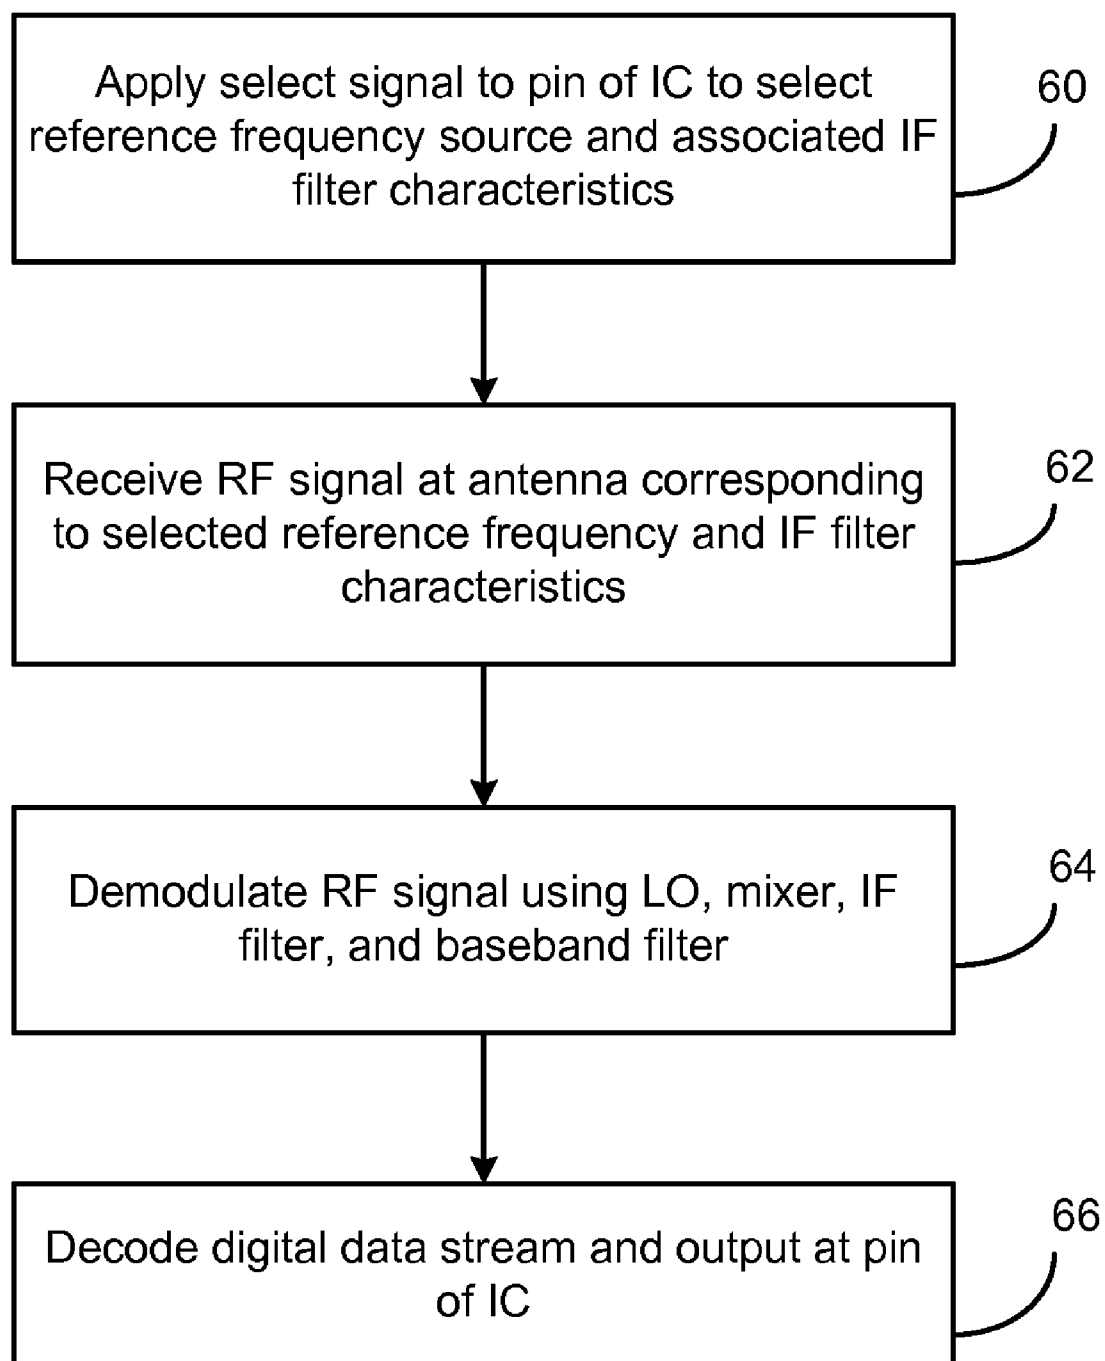 Apply select signal to pin of IC to select
reference frequency source and associated IF
filter characteristics
60
Receive RF signal at antenna corresponding
to selected reference frequency and IF filter
characteristics
62
Demodulate RF signal using LO, mixer, IF
filter, and baseband filter
64
Decode digital data stream and output at pin
of IC
66